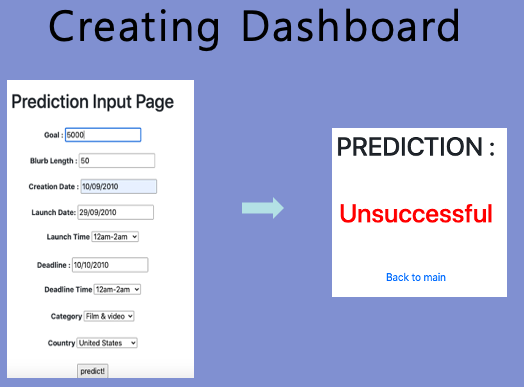 Creating Dashboard
Prediction Input Page
Goal : 5000
Blurb Length : 50
Creation Date : 10/09/2010
Launch Date: 29/09/2010
Launch Time 12am-2am
Deadline : 10/10/2010
Deadline Time 12am-2am
Category Film & video
Country United States
predict!
PREDICTION :
Unsuccessful
Back to main